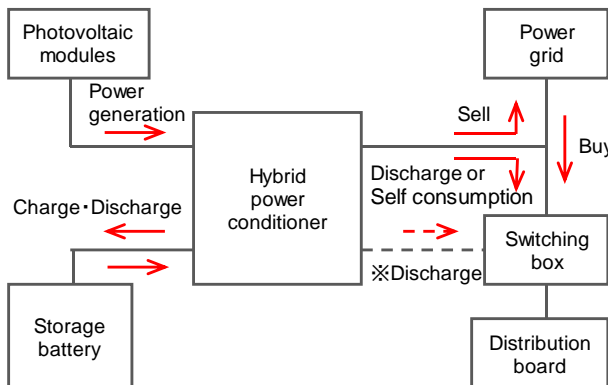 Photovoltaic
modules
Power
grid
Power
generation
Sell
Buy
Hybrid
power
conditioner
Discharge or
Self consumption
Charge・Discharge
※Discharge
Switching
box
Storage
battery
Distribution
board